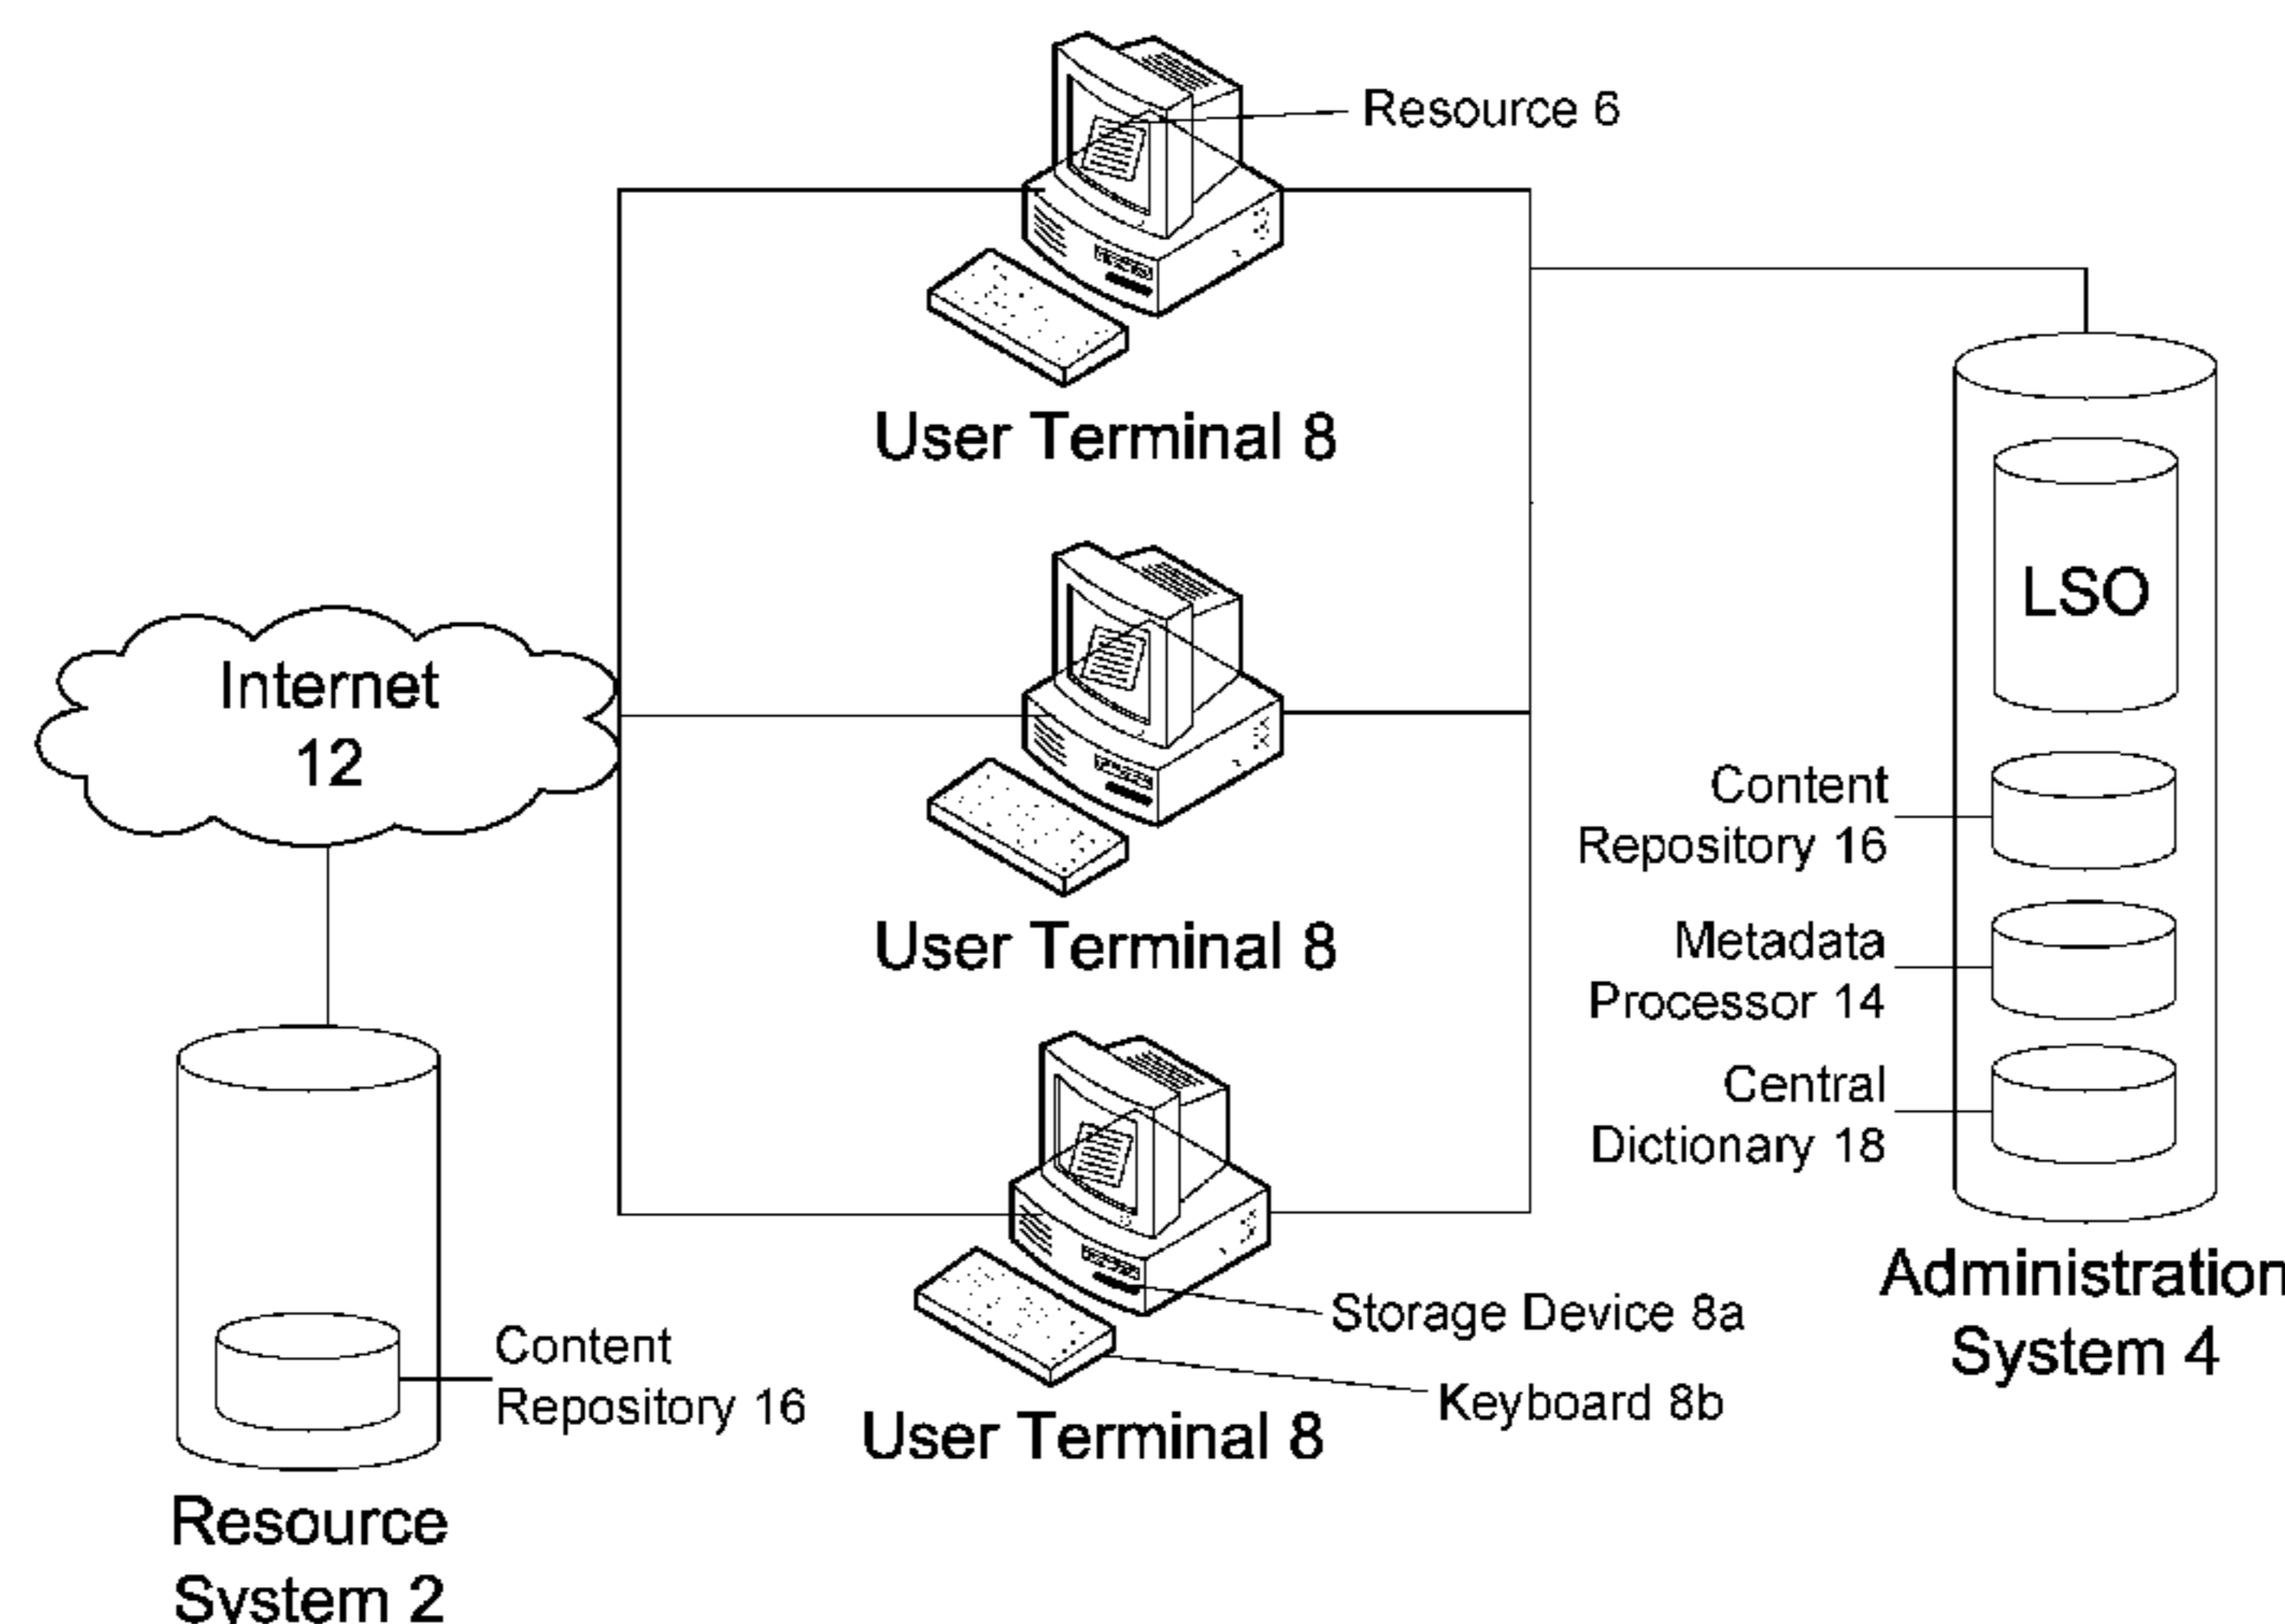 Resource 6
User Terminal 8
LSO
Internet
12
Content
Repository 16
User Terminal 8
Metadata
Processor 14
Central
Dictionary 18
Administration
System 4
Storage Device 8a
Keyboard 8b
User Terminal 8
Content
Repository 16
Resource
System 2